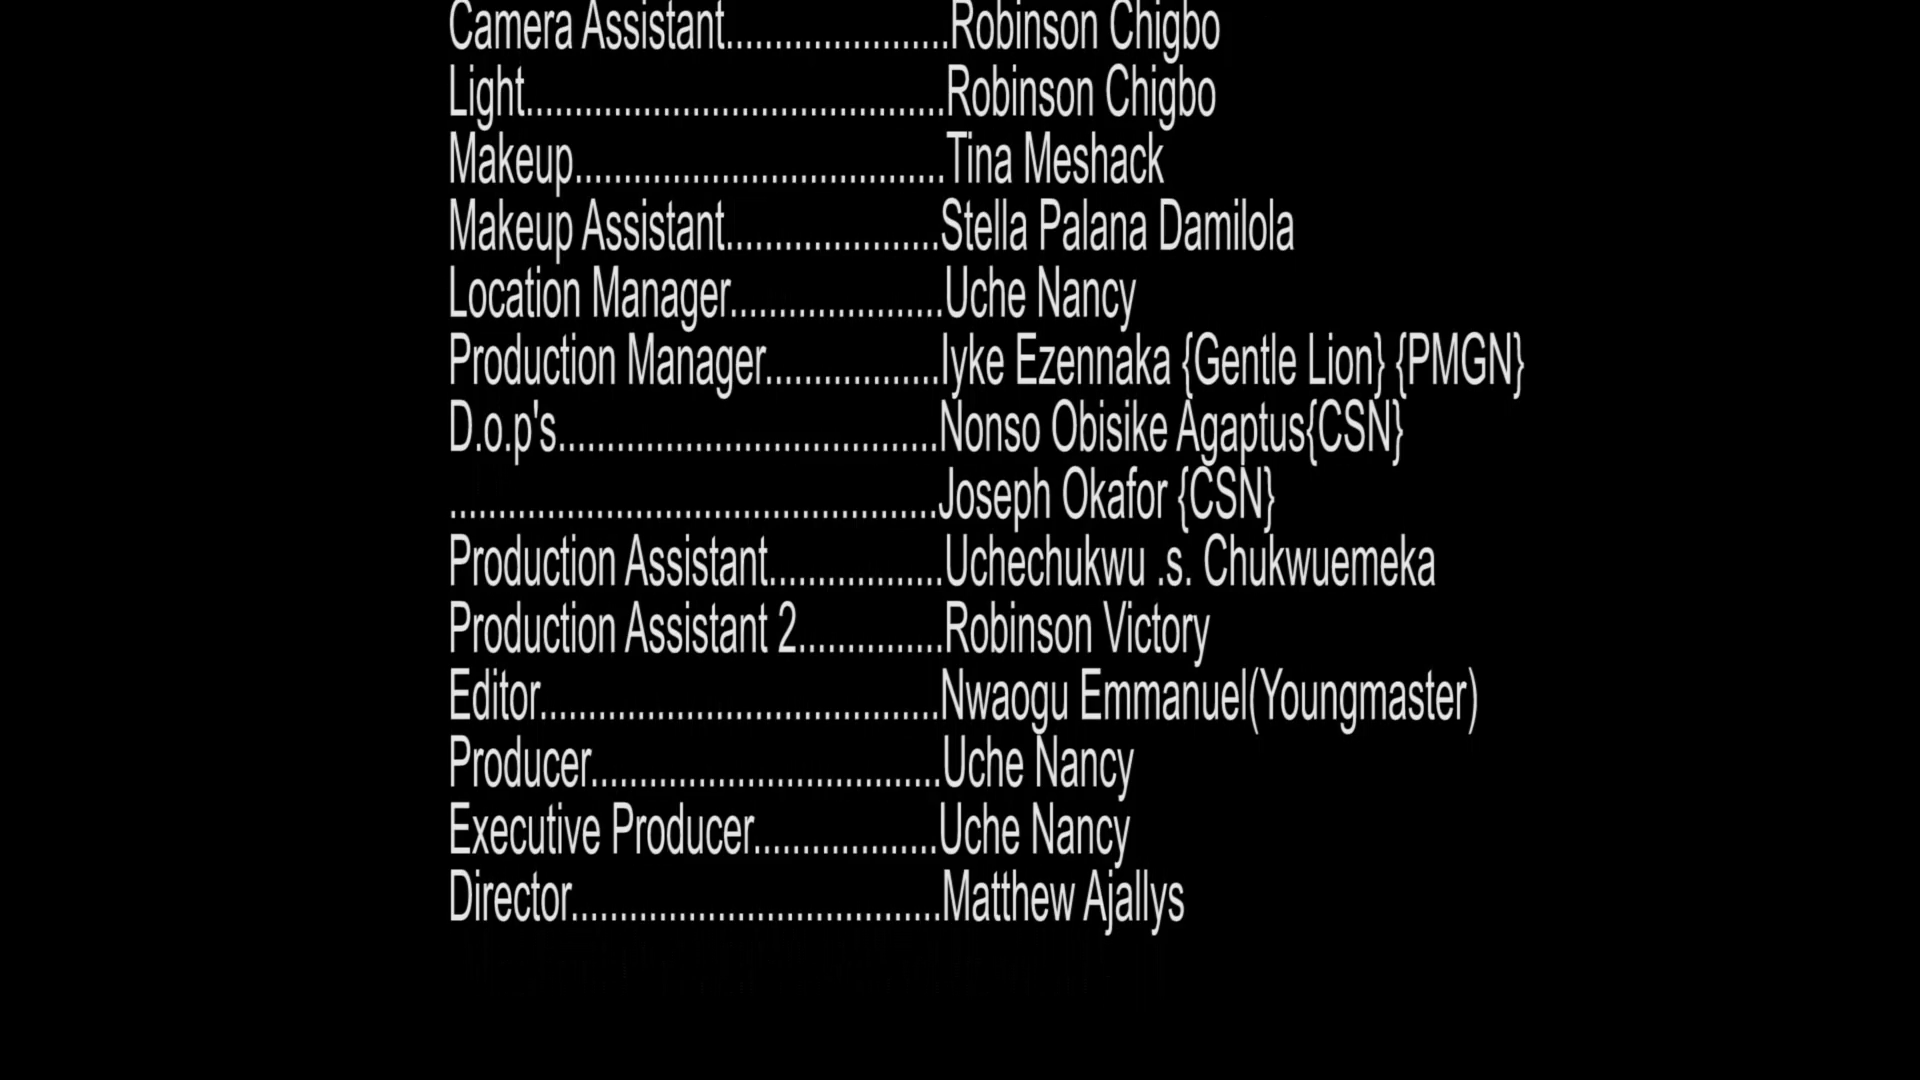 Camera Assistant.......................Robinson Chigbo
Light...........................................Robinson Chigbo
Makeup......................................Tina Meshack
Makeup Assistant......................Stella Palana Damilola
Location Manager......................Uche Nancy
Production Manager..................Iyke Ezennaka {Gentle Lion} {PMGN}
D.o.p's.......................................Nonso Obisike Agaptus{CSN}
..................................................Joseph Okafor {CSN}
Production Assistant..................Uchechukwu .s. Chukwuemeka
Production Assistant 2...............Robinson Victory
Editor.........................................Nwaogu Emmanuel(Youngmaster)
Producer....................................Uche Nancy
Executive Producer...................Uche Nancy
Director......................................Matthew Ajallys